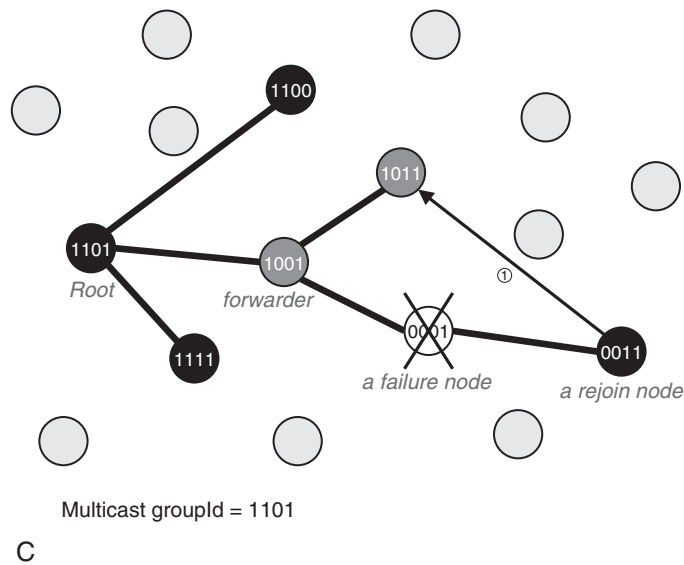 1100
1011
1101
Root
1001
forwarder
①
0001
a failure node
0011
a rejoin node
1111
Multicast groupId = 1101
C